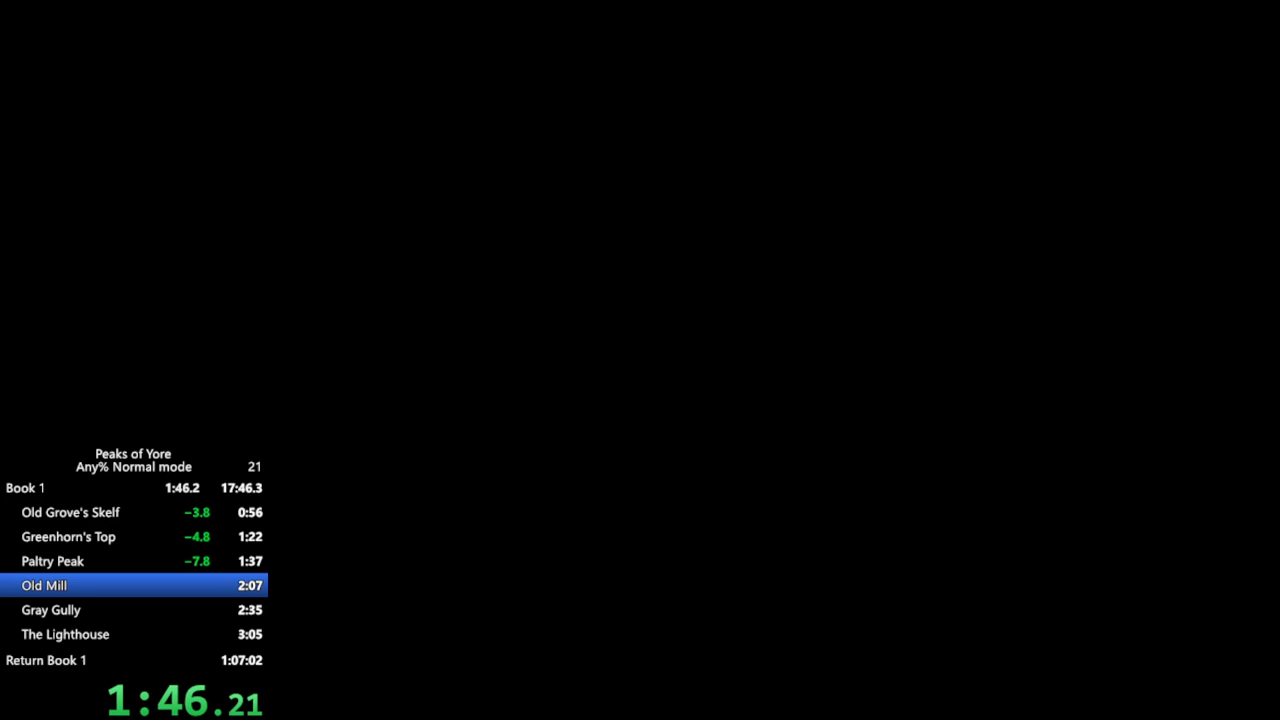 Peaks of Yore
Any% Normal mode 21
Book 1 1:46.2 17:46.3
Old Grove's Skelf −3.8 0:56
Greenhorn's Top −4.8 1:22
Paltry Peak −7.8 1:37
Old Mill 2:07
Gray Gully 2:35
The Lighthouse 3:05
Return Book 1 1:07:02
1:46.21